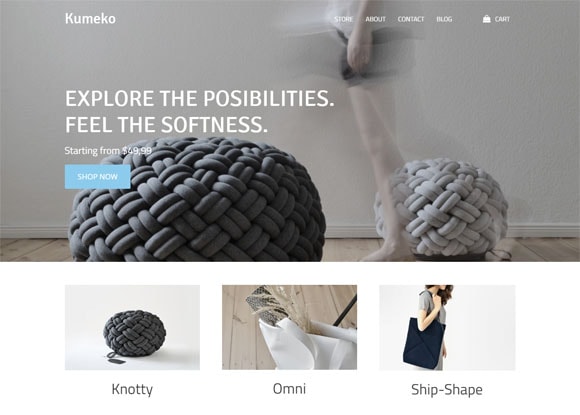 Kumeko
STORE ABOUT CONTACT BLOG CART
EXPLORE THE POSIBILITIES.
FEEL THE SOFTNESS.
Starting from $49,99
SHOP NOW
Knotty Omni Ship-Shape